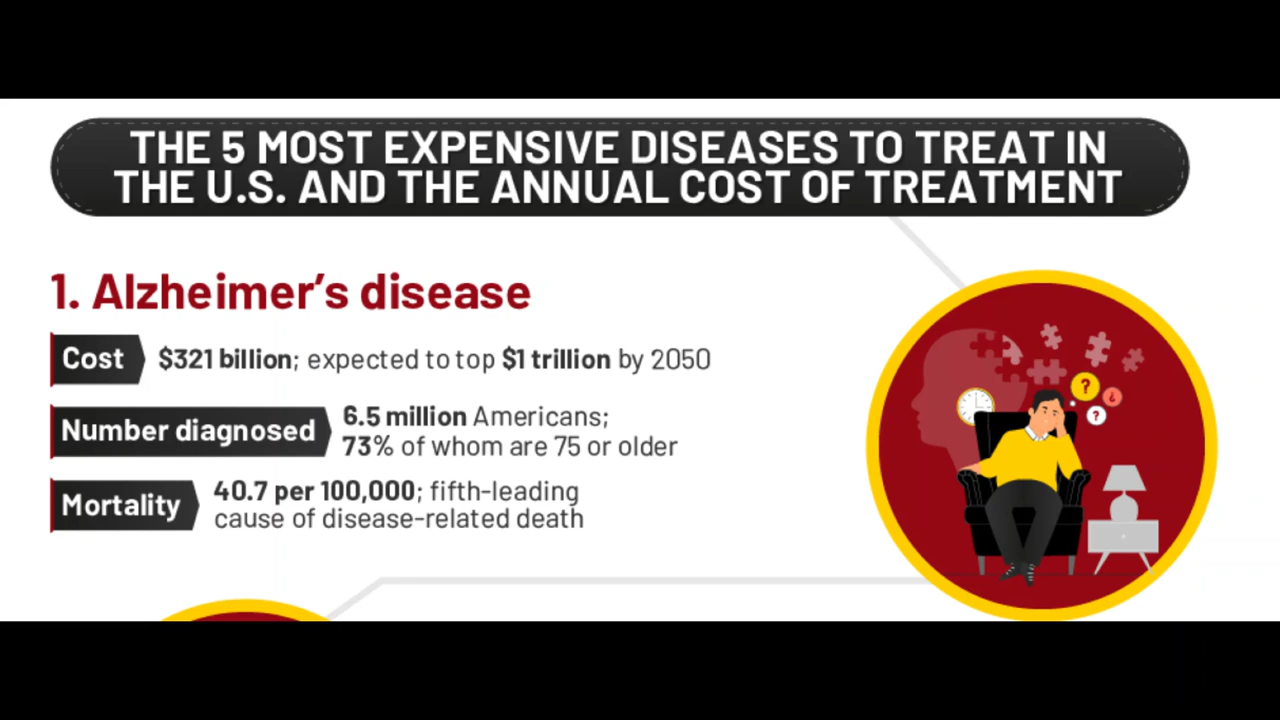 THE 5 MOST EXPENSIVE DISEASES TO TREAT IN
THE U.S. AND THE ANNUAL COST OF TREATMENT
1. Alzheimer’s disease
Cost $321 billion; expected to top $1 trillion by 2050
Number diagnosed 6.5 million Americans;
73% of whom are 75 or older
Mortality 40.7 per 100,000; fifth-leading
cause of disease-related death
? ?